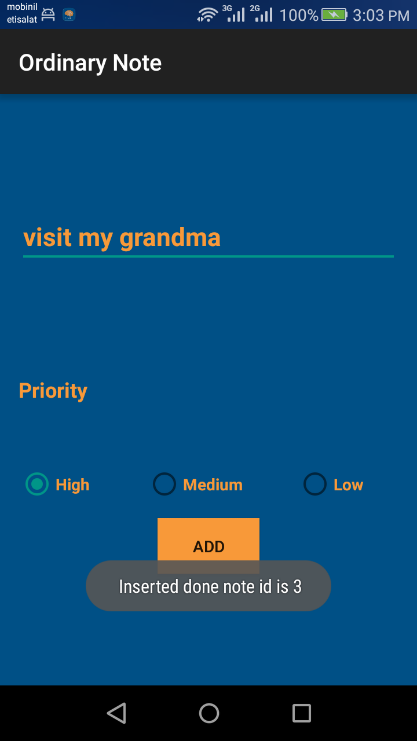 mobinil
etisalat
3G
2G
100%
3:03 PM
Ordinary Note
visit my grandma
Priority
High
Medium
Low
ADD
Inserted done note id is 3